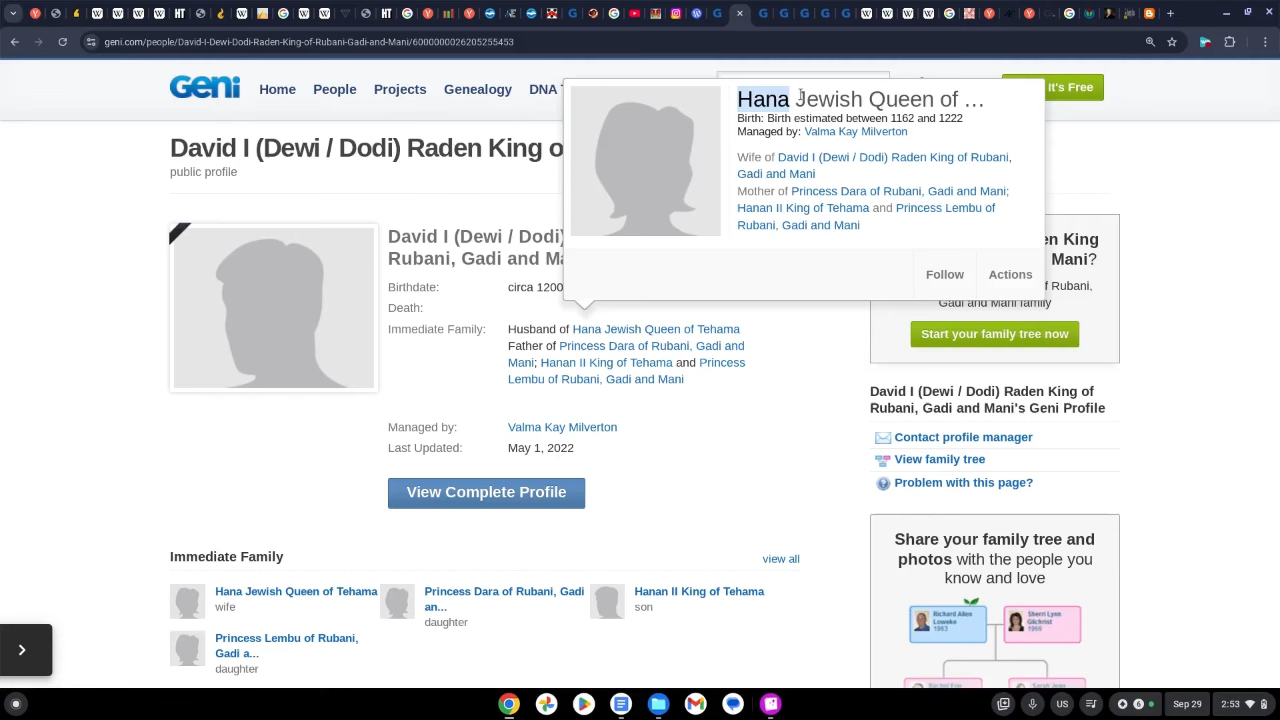 geni.com/people/David-I-Dewi-Dodi-Raden-King-of-Rubani-Gadi-and-Mani/6000000026205255453
Geni
Home People Projects Genealogy DNA
It's Free
David I (Dewi / Dodi) Raden King o
public profile
Hana Jewish Queen of …
Birth: Birth estimated between 1162 and 1222
Managed by: Valma Kay Milverton
Wife of David I (Dewi / Dodi) Raden King of Rubani,
Gadi and Mani
Mother of Princess Dara of Rubani, Gadi and Mani;
Hanan II King of Tehama and Princess Lembu of
Rubani, Gadi and Mani
Follow Actions
David I (Dewi / Dodi)
Rubani, Gadi and Ma
Birthdate: circa 1200
Death:
Immediate Family: Husband of Hana Jewish Queen of Tehama
Father of Princess Dara of Rubani, Gadi and
Mani; Hanan II King of Tehama and Princess
Lembu of Rubani, Gadi and Mani
Managed by: Valma Kay Milverton
Last Updated: May 1, 2022
View Complete Profile
Immediate Family view all
Hana Jewish Queen of Tehama
wife
Princess Dara of Rubani, Gadi
an...
daughter
Hanan II King of Tehama
son
Princess Lembu of Rubani,
Gadi a...
daughter
en King
Mani?
of Rubani,
Gadi and Mani family
Start your family tree now
David I (Dewi / Dodi) Raden King of
Rubani, Gadi and Mani's Geni Profile
Contact profile manager
View family tree
Problem with this page?
Share your family tree and
photos with the people you
know and love
Richard Allen
Loweke
1963
Sherri Lynn
Gilchrist
1966
US Sep 29 2:53